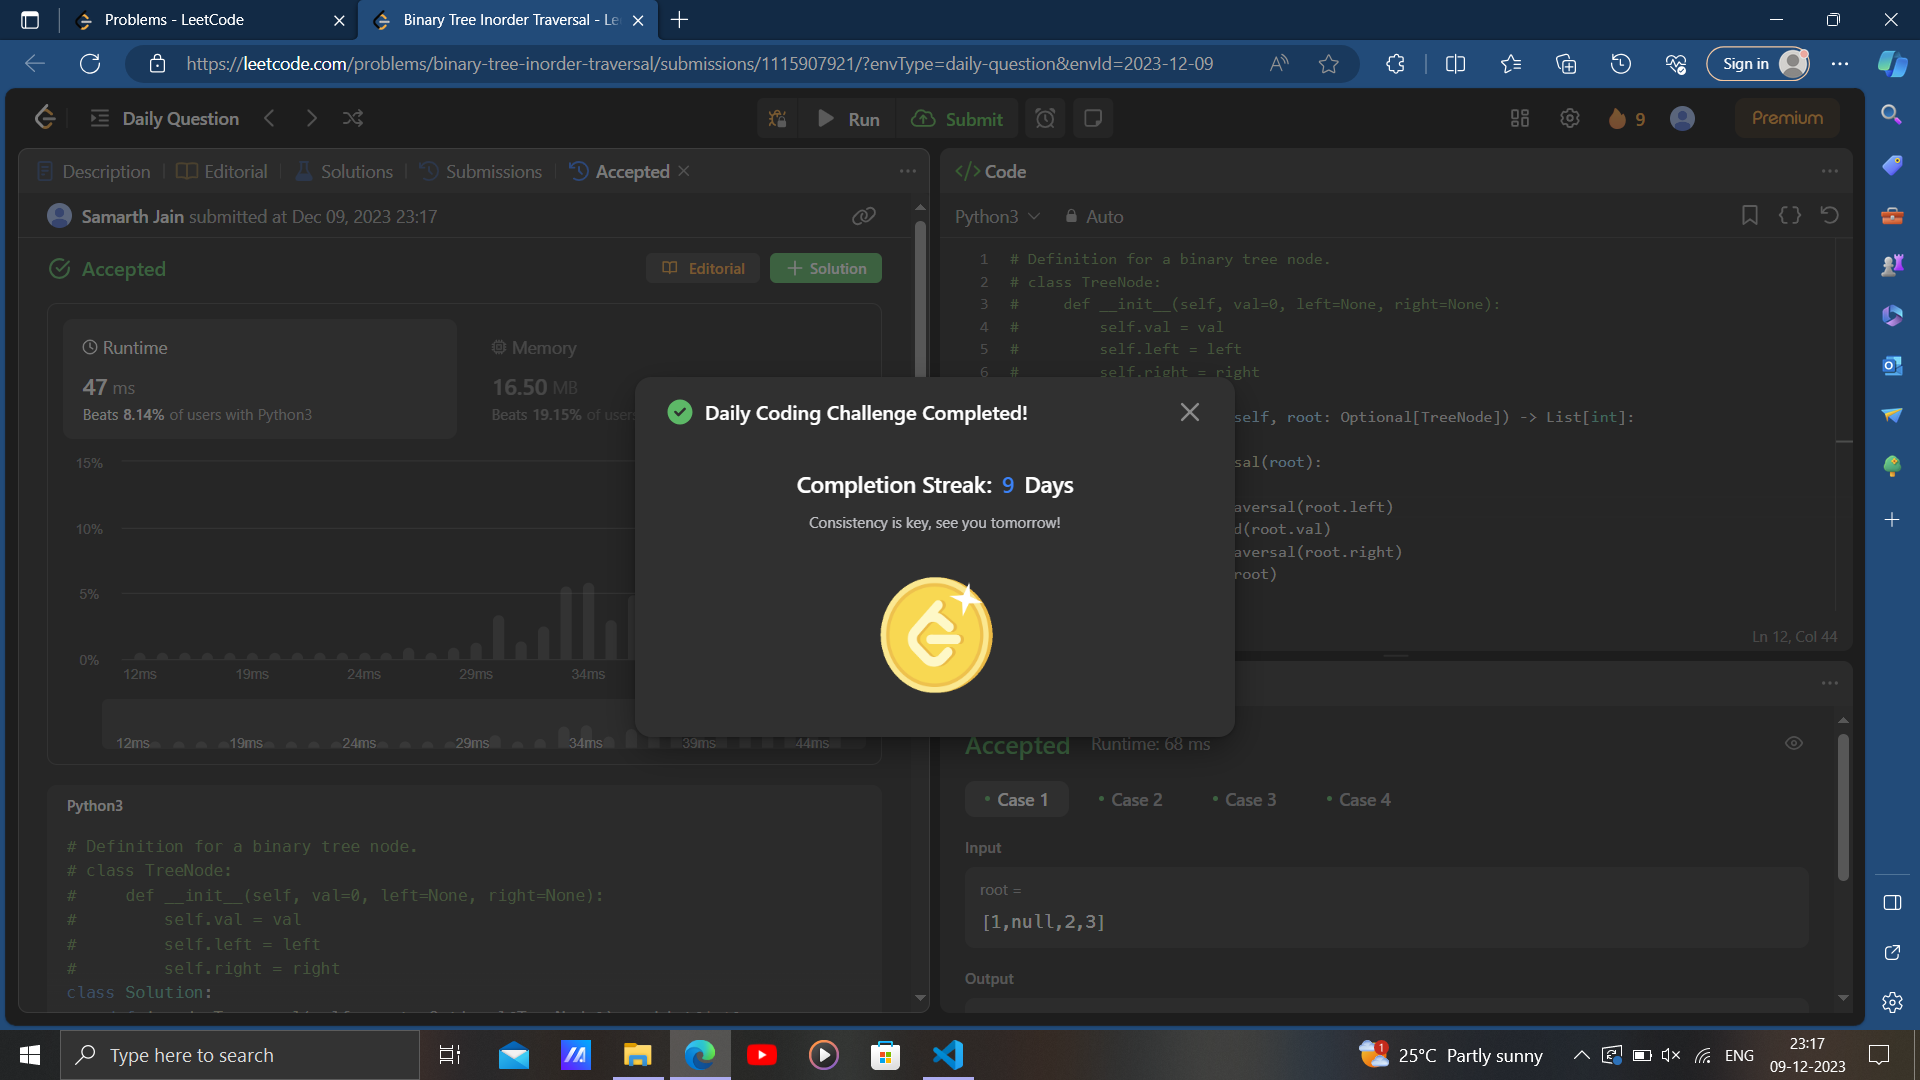 Problems - LeetCode
Binary Tree Inorder Traversal - Le
https://leetcode.com/problems/binary-tree-inorder-traversal/submissions/1115907921/?envType=daily-question&envId=2023-12-09
Sign in
Daily Question
Run
Submit
9
Premium
Description
Editorial
Solutions
Submissions
Accepted
Samarth Jain submitted at Dec 09, 2023 23:17
Accepted
Editorial
Solution
Runtime
47 ms
Beats 8.14% of users with Python3
Memory
16.50 MB
Beats 19.15% of users
15%
10%
5%
0%
12ms
19ms
24ms
29ms
34ms
12ms
19ms
24ms
29ms
34ms
39ms
44ms
Python3
# Definition for a binary tree node.
# class TreeNode:
#     def __init__(self, val=0, left=None, right=None):
#         self.val = val
#         self.left = left
#         self.right = right
class Solution:
Daily Coding Challenge Completed!
Completion Streak: 9 Days
Consistency is key, see you tomorrow!
</> Code
Python3
Auto
1 # Definition for a binary tree node.
2 # class TreeNode:
3 #     def __init__(self, val=0, left=None, right=None):
4 #         self.val = val
5 #         self.left = left
6 #         self.right = right
self, root: Optional[TreeNode]) -> List[int]:
sal(root):
aversal(root.left)
d(root.val)
aversal(root.right)
root)
Ln 12, Col 44
Accepted
Runtime: 68 ms
Case 1
Case 2
Case 3
Case 4
Input
root =
[1,null,2,3]
Output
Type here to search
1
25°C Partly sunny
ENG
23:17
09-12-2023